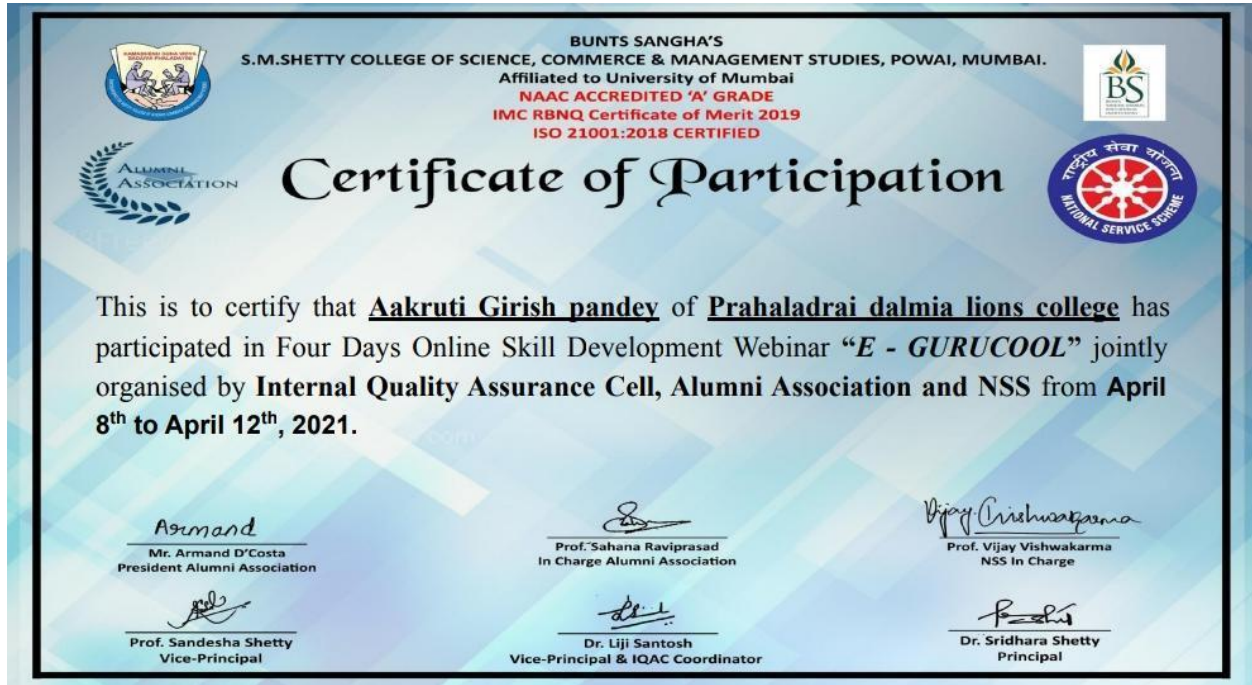 BUNTS SANGHA'S
S.M.SHETTY COLLEGE OF SCIENCE, COMMERCE & MANAGEMENT STUDIES, POWAI, MUMBAI.
Affiliated to University of Mumbai
NAAC ACCREDITED ‘A’ GRADE
IMC RBNQ Certificate of Merit 2019
ISO 21001:2018 CERTIFIED
BS
ALUMNI
ASSOCIATION
Certificate of Participation
राष्ट्रीय सेवा योजना
NATIONAL SERVICE SCHEME
This is to certify that Aakruti Girish pandey of Prahaladrai dalmia lions college has
participated in Four Days Online Skill Development Webinar “E - GURUCOOL” jointly
organised by Internal Quality Assurance Cell, Alumni Association and NSS from April
8th to April 12th, 2021.
Armand
Mr. Armand D’Costa
President Alumni Association
Prof. Sahana Raviprasad
In Charge Alumni Association
Vijay Vishwakarma
Prof. Vijay Vishwakarma
NSS In Charge
Prof. Sandesha Shetty
Vice-Principal
Dr. Liji Santosh
Vice-Principal & IQAC Coordinator
Dr. Sridhara Shetty
Principal